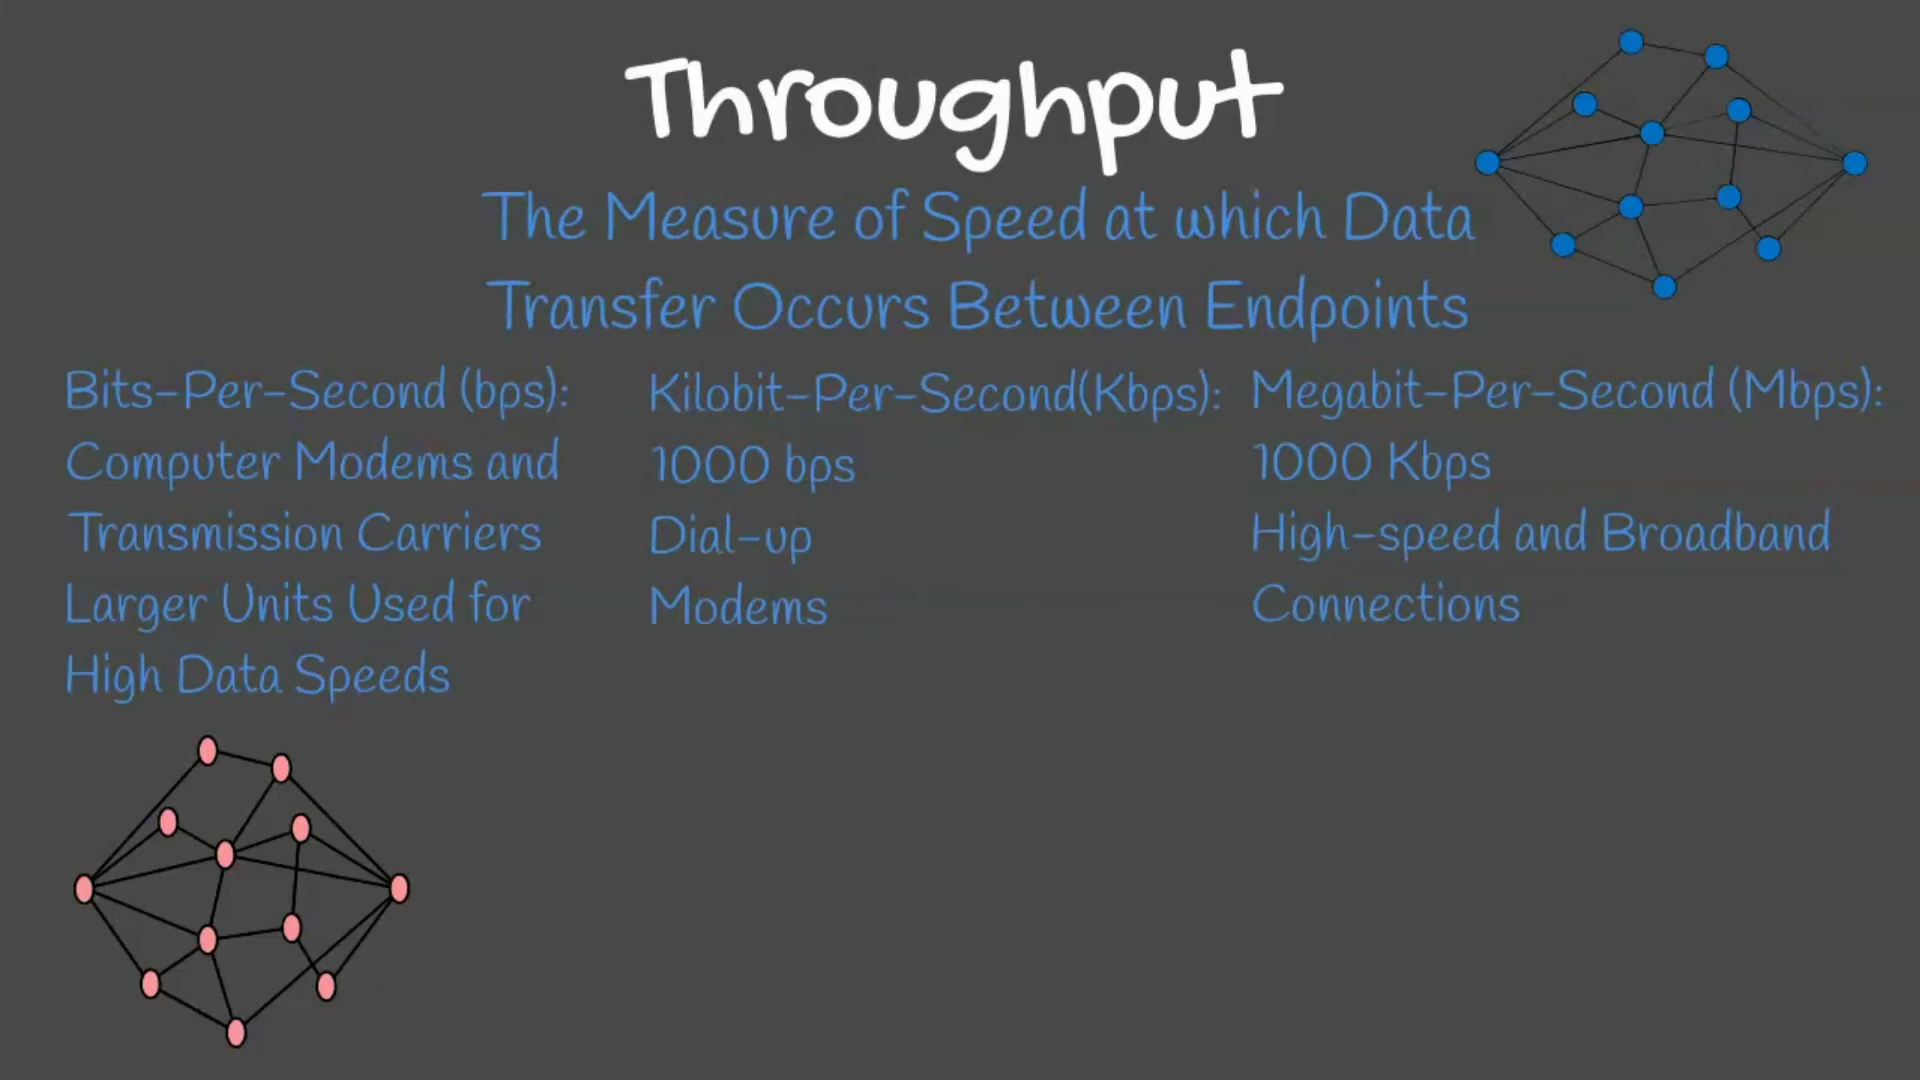 Throughput
The Measure of Speed at which Data
Transfer Occurs Between Endpoints
Bits-Per-Second (bps):
Computer Modems and
Transmission Carriers
Larger Units Used for
High Data Speeds
Kilobit-Per-Second(Kbps):
1000 bps
Dial-up
Modems
Megabit-Per-Second (Mbps):
1000 Kbps
High-speed and Broadband
Connections